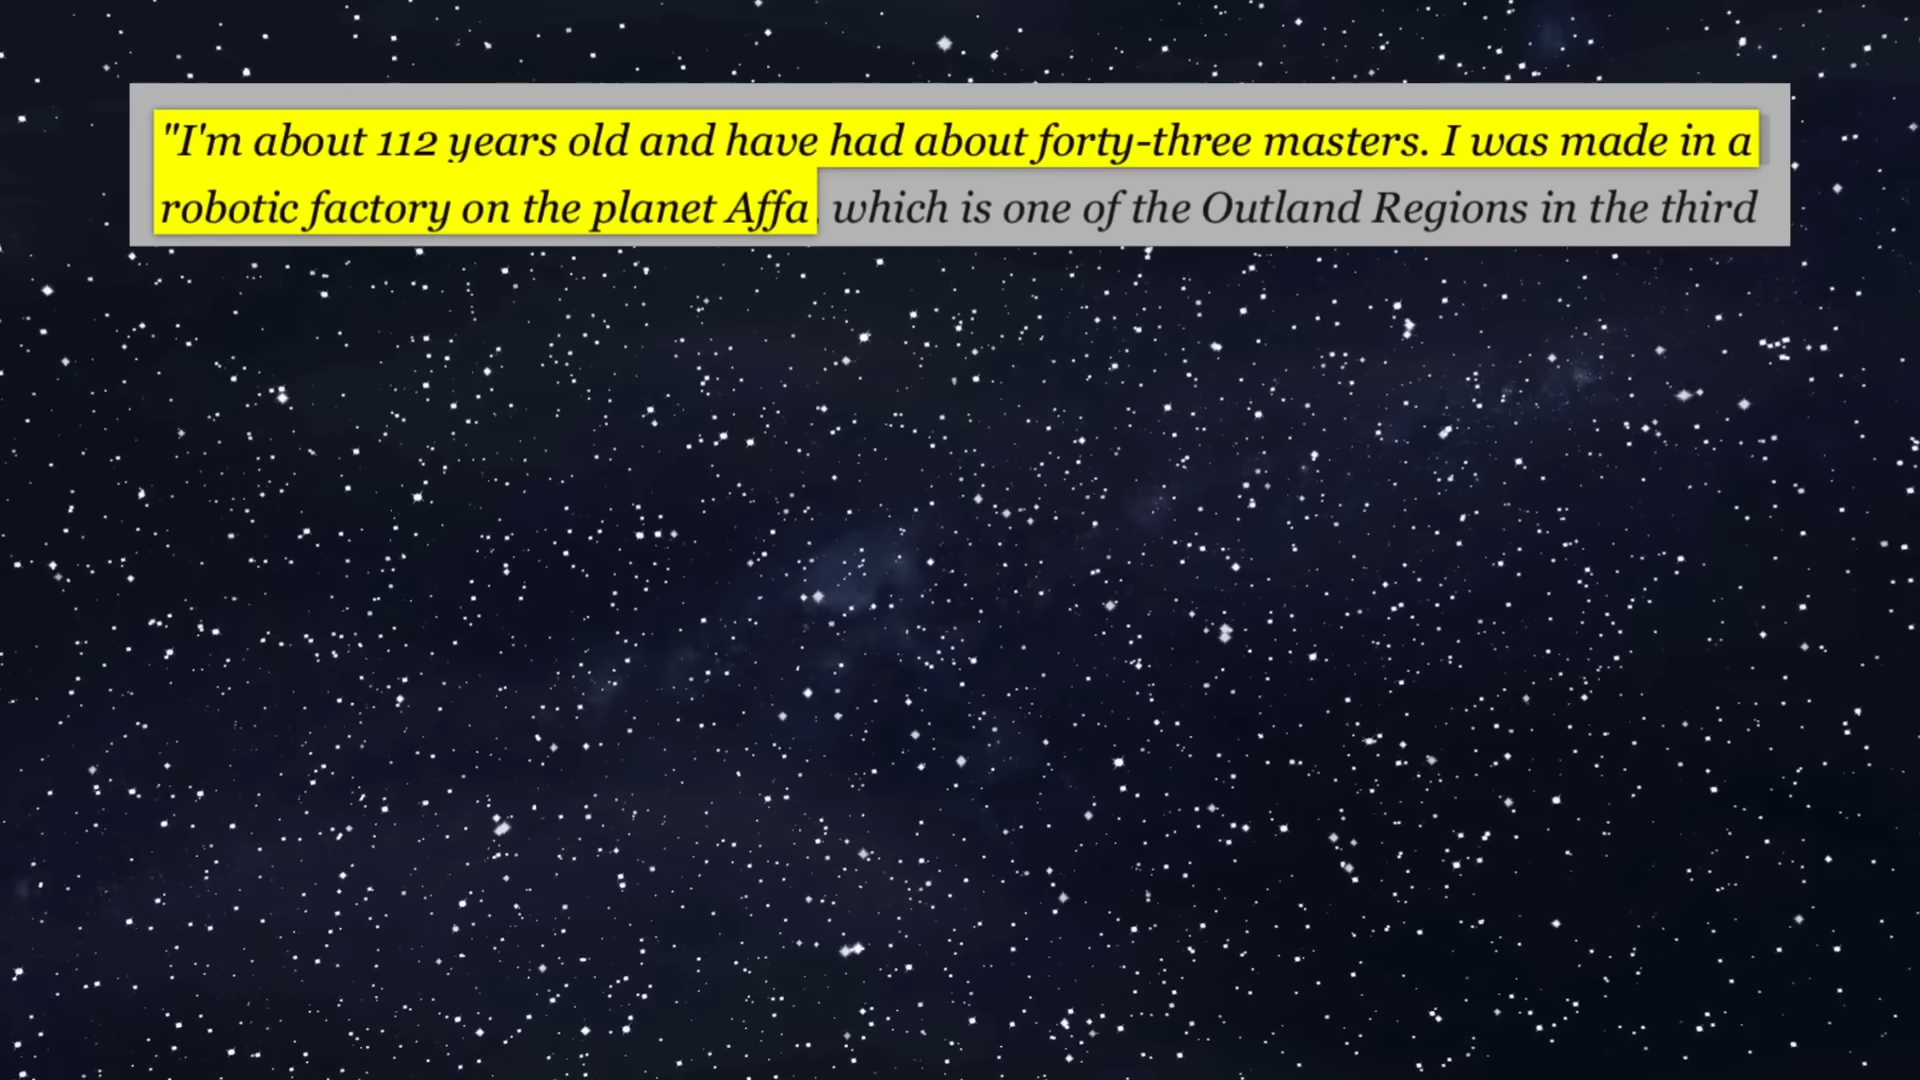 "I'm about 112 years old and have had about forty-three masters. I was made in a
robotic factory on the planet Affa, which is one of the Outland Regions in the third